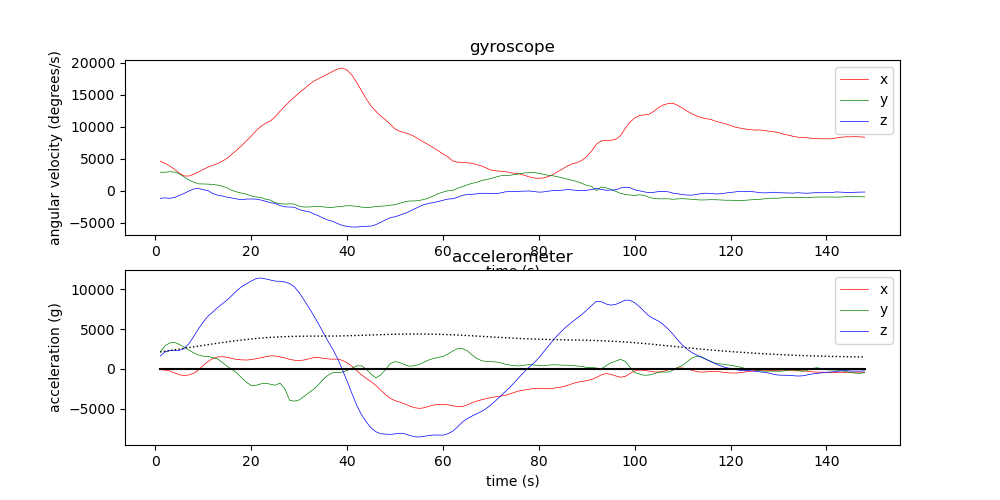 gyroscope
angular velocity (degrees/s)
20000
15000
10000
5000
0
−5000
x
y
z
0 20 40 60 80 100 120 140
time (s)
accelerometer
acceleration (g)
10000
5000
0
−5000
x
y
z
0 20 40 60 80 100 120 140
time (s)